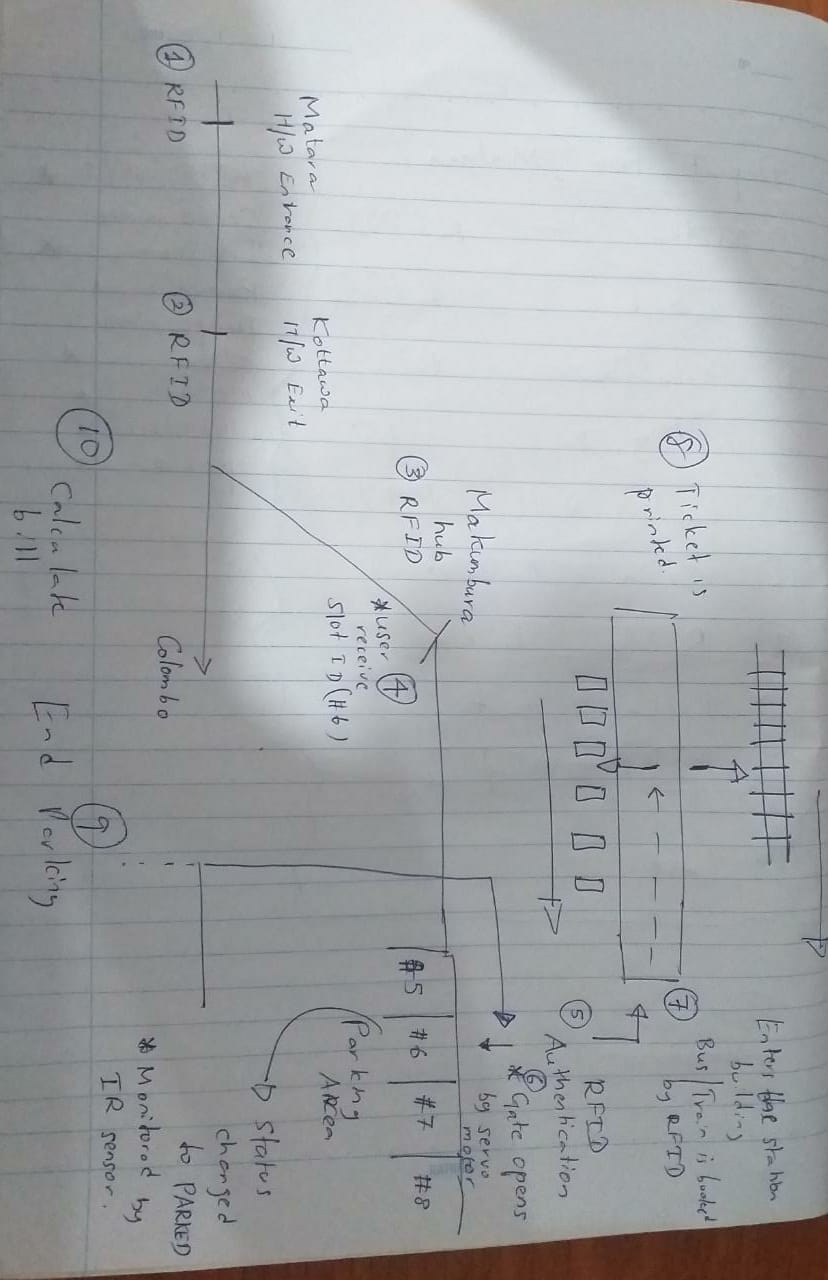 Enters the station
building
⑦ Bus/Train is booked
by RFID
⑧ Ticket is
printed.
⑤ RFID
Authentication
⑥
* Gate opens
by servo
motor
Makumbura
hub
③ RFID
④
* user
receive
Slot ID (#6)
#5 #6 #7 #8
Parking
Area
Status
changed
to PARKED
* Monitored by
IR sensor.
Matara
H/W Entrance
Kottawa
H/W Exit
① RFID
② RFID
Colombo
⑩ Calculate
bill
⑨
End Parking